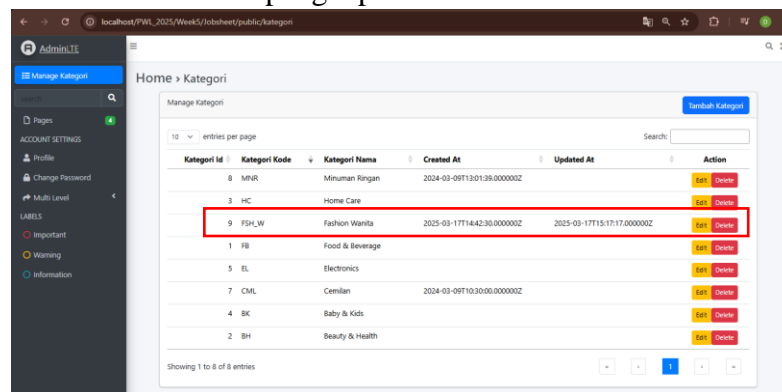 localhost/PWL_2025/Week5/Jobsheet/public/kategori
AdminLTE
Manage Kategori
Home › Kategori
Search
Manage Kategori
Tambah Kategori
Pages 4
10 entries per page Search:
ACCOUNT SETTINGS
Kategori Id Kategori Kode Kategori Nama Created At Updated At Action
Profile
8 MNR Minuman Ringan 2024-03-09T13:01:39.000000Z Edit Delete
Change Password
3 HC Home Care Edit Delete
Multi Level
LABELS
9 FSH_W Fashion Wanita 2025-03-17T14:42:30.000000Z 2025-03-17T15:17:17.000000Z Edit Delete
Important
1 FB Food & Beverage Edit Delete
Warning
5 EL Electronics Edit Delete
Information
7 CML Cemilan 2024-03-09T10:30:00.000000Z Edit Delete
4 BK Baby & Kids Edit Delete
2 BH Beauty & Health Edit Delete
Showing 1 to 8 of 8 entries « ‹ 1 › »